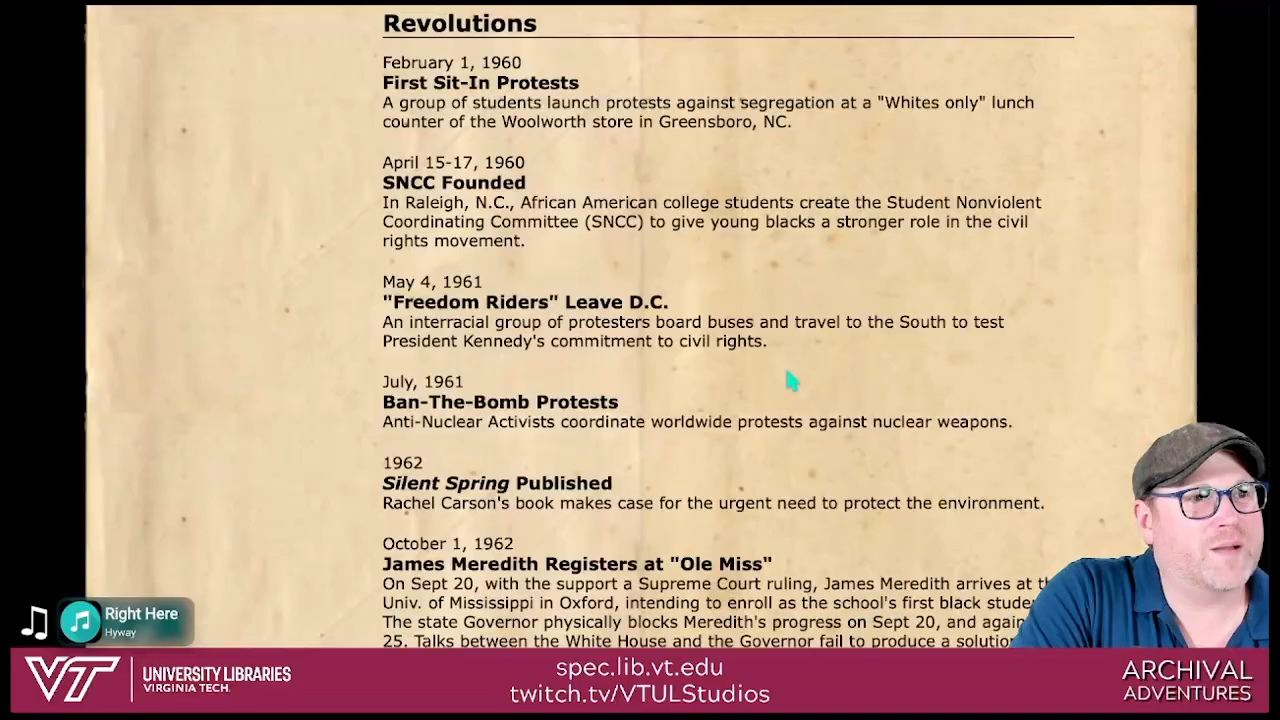 Revolutions
February 1, 1960
First Sit-In Protests
A group of students launch protests against segregation at a "Whites only" lunch
counter of the Woolworth store in Greensboro, NC.
April 15-17, 1960
SNCC Founded
In Raleigh, N.C., African American college students create the Student Nonviolent
Coordinating Committee (SNCC) to give young blacks a stronger role in the civil
rights movement.
May 4, 1961
"Freedom Riders" Leave D.C.
An interracial group of protesters board buses and travel to the South to test
President Kennedy's commitment to civil rights.
July, 1961
Ban-The-Bomb Protests
Anti-Nuclear Activists coordinate worldwide protests against nuclear weapons.
1962
Silent Spring Published
Rachel Carson's book makes case for the urgent need to protect the environment.
October 1, 1962
James Meredith Registers at "Ole Miss"
On Sept 20, with the support a Supreme Court ruling, James Meredith arrives at
Univ. of Mississippi in Oxford, intending to enroll as the school's first black
The state Governor physically blocks Meredith's progress on Sept 20, and
25. Talks between the White House and the Governor fail to produce a
Right Here
Hyway
VT
UNIVERSITY LIBRARIES
VIRGINIA TECH.
spec.lib.vt.edu
twitch.tv/VTULStudios
ARCHIVAL
ADVENTURES